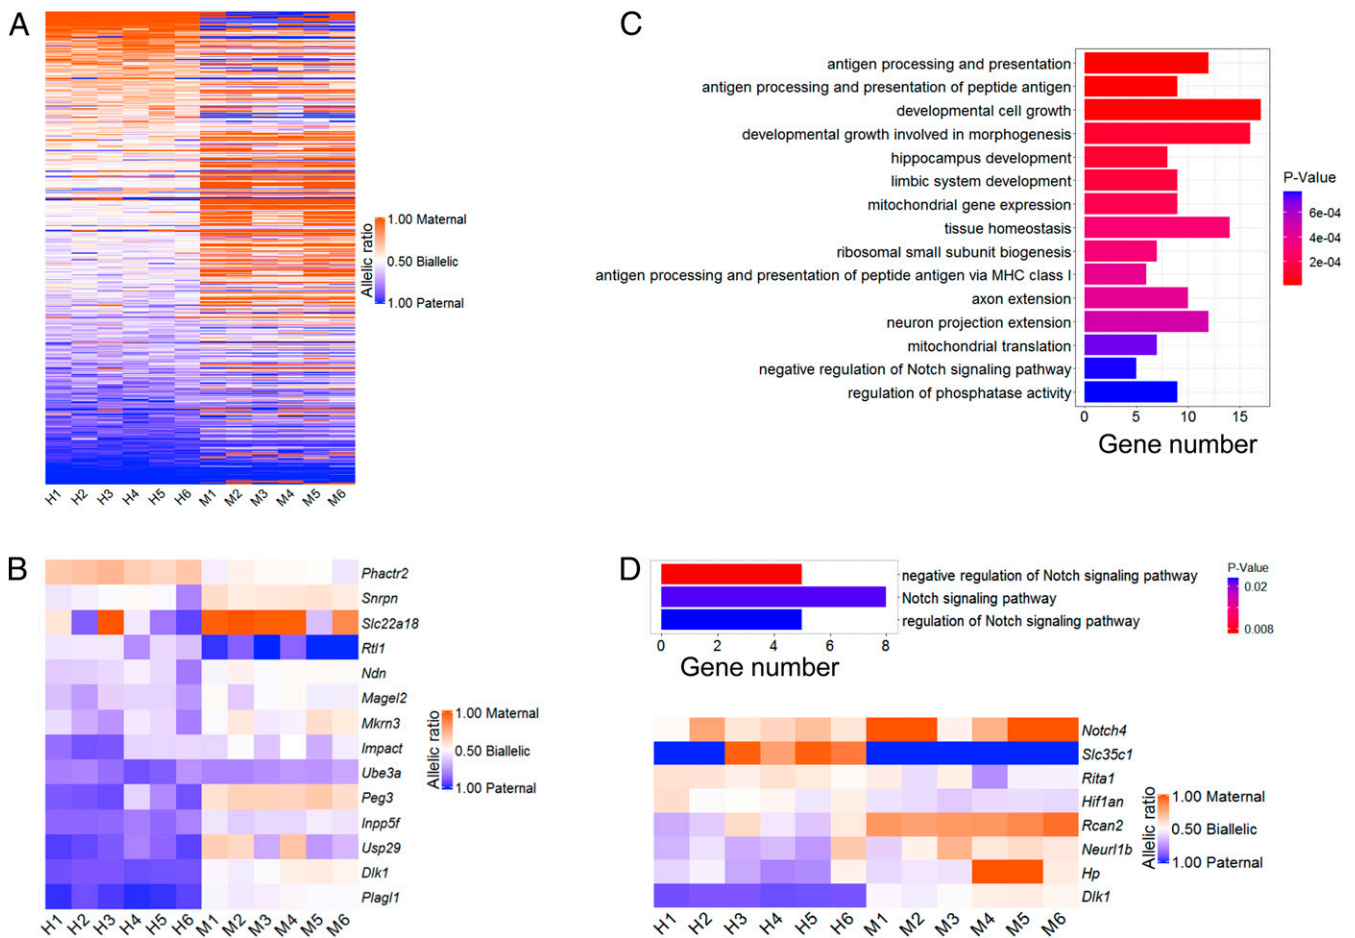 A
1.00 Maternal
0.50 Biallelic
1.00 Paternal
Allelic ratio
H1 H2 H3 H4 H5 H6 M1 M2 M3 M4 M5 M6
C
antigen processing and presentation
antigen processing and presentation of peptide antigen
developmental cell growth
developmental growth involved in morphogenesis
hippocampus development
limbic system development
mitochondrial gene expression
tissue homeostasis
ribosomal small subunit biogenesis
antigen processing and presentation of peptide antigen via MHC class I
axon extension
neuron projection extension
mitochondrial translation
negative regulation of Notch signaling pathway
regulation of phosphatase activity
0 5 10 15
Gene number
P-Value
6e-04
4e-04
2e-04
B
Phactr2
Snrpn
Slc22a18
Rtl1
Ndn
Magel2
Mkrn3
Impact
Ube3a
Peg3
Inpp5f
Usp29
Dlk1
Plagl1
H1 H2 H3 H4 H5 H6 M1 M2 M3 M4 M5 M6
Allelic ratio
1.00 Maternal
0.50 Biallelic
1.00 Paternal
D
negative regulation of Notch signaling pathway
Notch signaling pathway
regulation of Notch signaling pathway
0 2 4 6 8
Gene number
P-Value
0.02
0.008
Notch4
Slc35c1
Rita1
Hif1an
Rcan2
Neurl1b
Hp
Dlk1
H1 H2 H3 H4 H5 H6 M1 M2 M3 M4 M5 M6
Allelic ratio
1.00 Maternal
0.50 Biallelic
1.00 Paternal